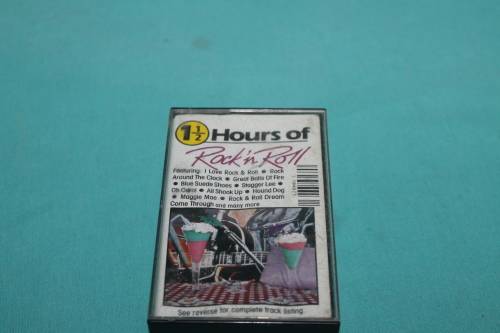 1½ Hours of
Rock 'n Roll
Featuring: I Love Rock & Roll • Rock
Around The Clock • Great Balls Of Fire
• Blue Suede Shoes • Stagger Lee •
Oh Carol • All Shook Up • Hound Dog
• Maggie Mae • Rock & Roll Dream
Come Through and many more
See reverse for complete track listing.